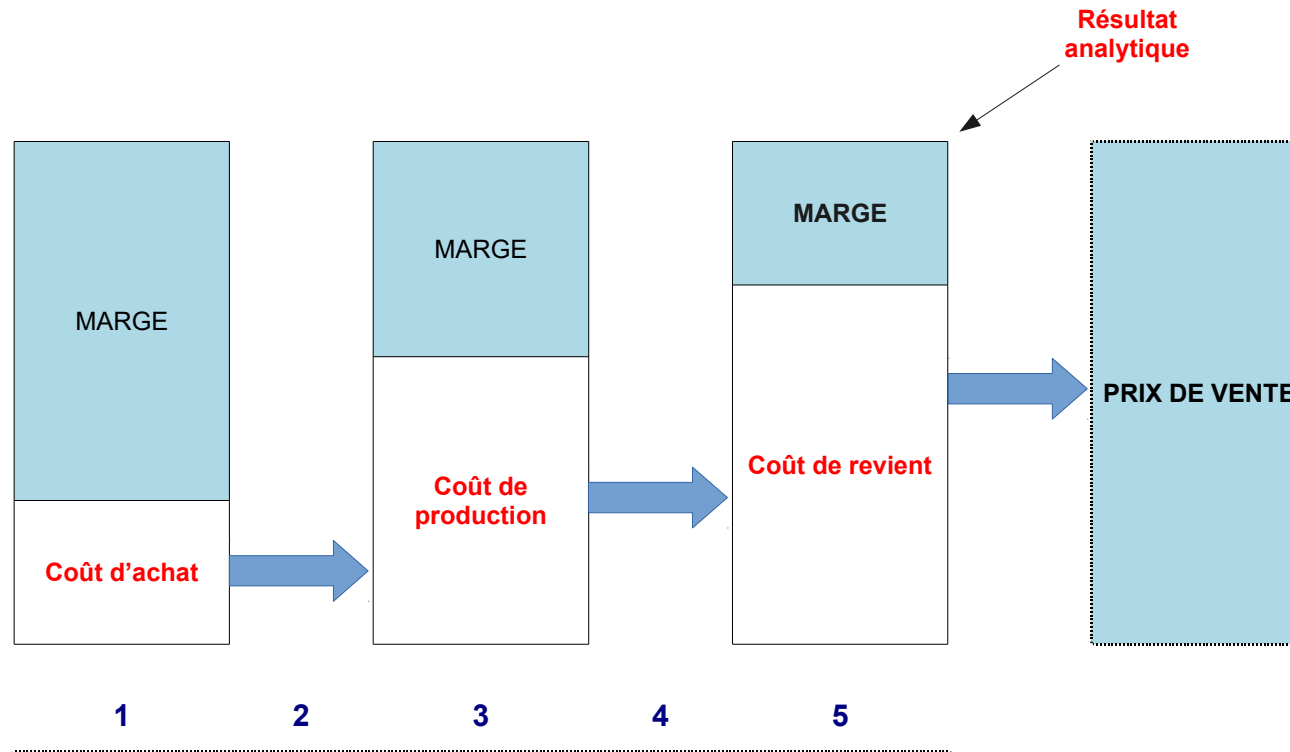 Résultat
analytique
MARGE
MARGE
MARGE
PRIX DE VENTE
Coût d’achat
Coût de
production
Coût de revient
1 2 3 4 5